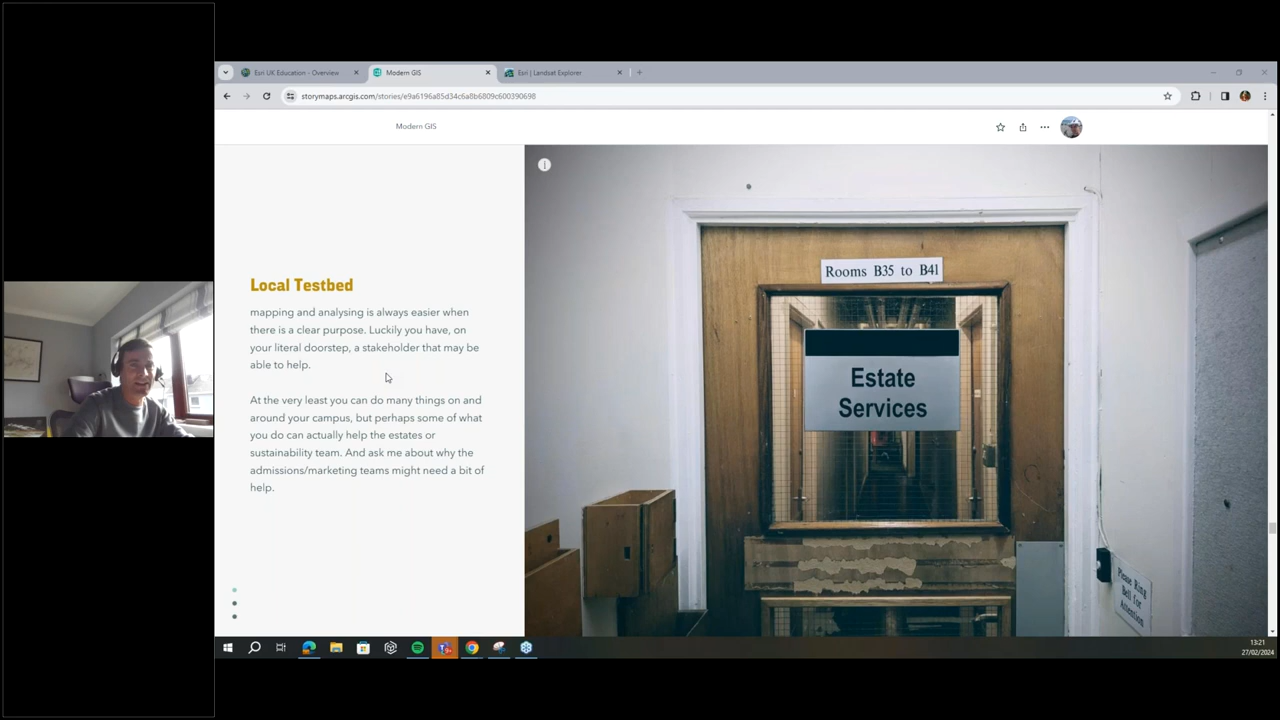 Esri UK Education - Overview
Modern GIS
Esri | Landsat Explorer
storymaps.arcgis.com/stories/e9a6196a85d34c6a8b6809c600390698
Modern GIS
Local Testbed
mapping and analysing is always easier when
there is a clear purpose. Luckily you have, on
your literal doorstep, a stakeholder that may be
able to help.
At the very least you can do many things on and
around your campus, but perhaps some of what
you do can actually help the estates or
sustainability team. And ask me about why the
admissions/marketing teams might need a bit of
help.
Rooms B35 to B41
Estate
Services
Please Ring
Bell for
Attention
13:21
27/02/2024